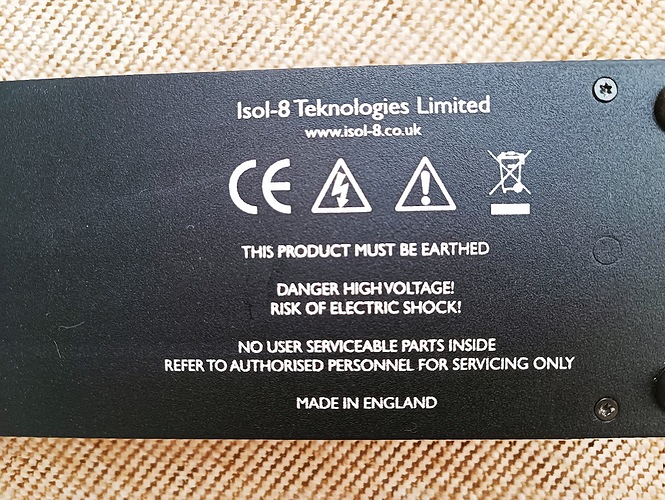 Isol-8 Teknologies Limited
www.isol-8.co.uk
CE
THIS PRODUCT MUST BE EARTHED
DANGER HIGH VOLTAGE!
RISK OF ELECTRIC SHOCK!
NO USER SERVICEABLE PARTS INSIDE
REFER TO AUTHORISED PERSONNEL FOR SERVICING ONLY
MADE IN ENGLAND